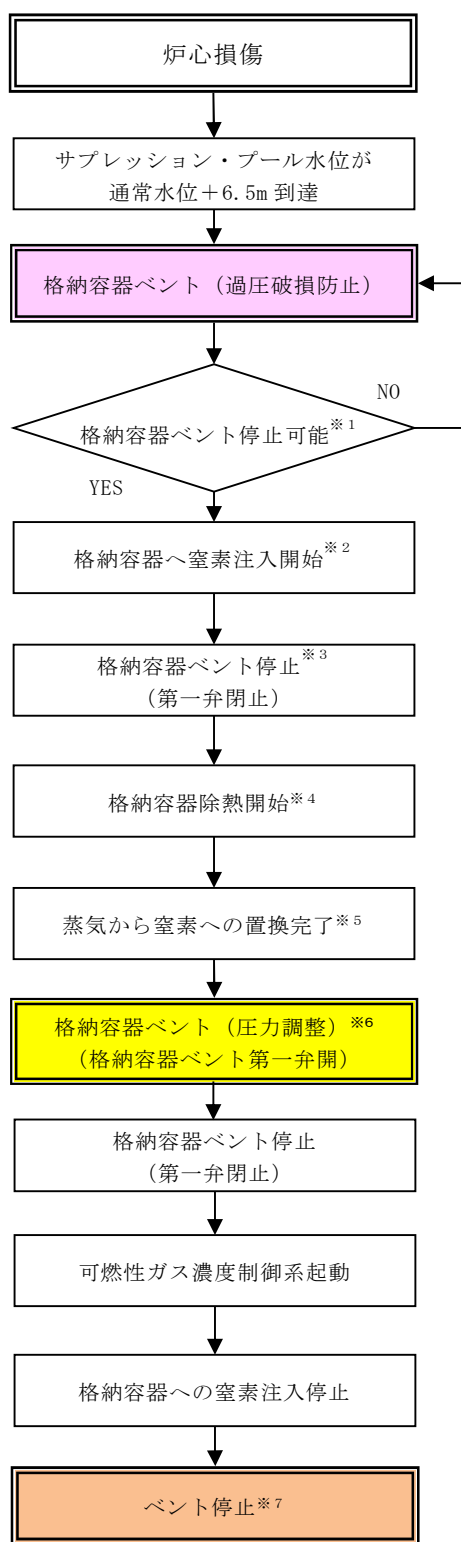 炉心損傷
サプレッション・プール水位が
通常水位＋6.5m 到達
格納容器ベント（過圧破損防止）
格納容器ベント停止可能※1
NO
YES
格納容器へ窒素注入開始※2
格納容器ベント停止※3
（第一弁閉止）
格納容器除熱開始※4
蒸気から窒素への置換完了※5
格納容器ベント（圧力調整）※6
（格納容器ベント第一弁開）
格納容器ベント停止
（第一弁閉止）
可燃性ガス濃度制御系起動
格納容器への窒素注入停止
ベント停止※7